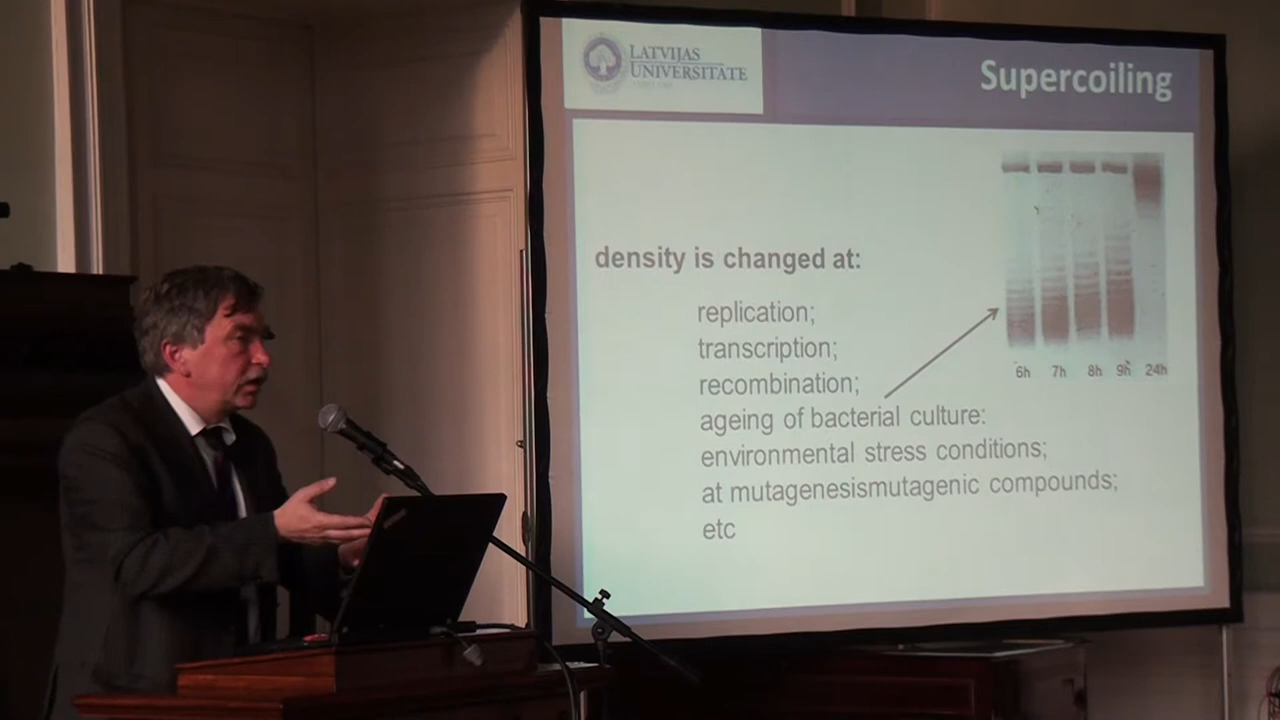 LATVIJAS
UNIVERSITATE
Supercoiling
density is changed at:
replication;
transcription;
recombination;
ageing of bacterial culture:
environmental stress conditions;
at mutagenesismutagenic compounds;
etc
6h 7h 8h 9h 24h